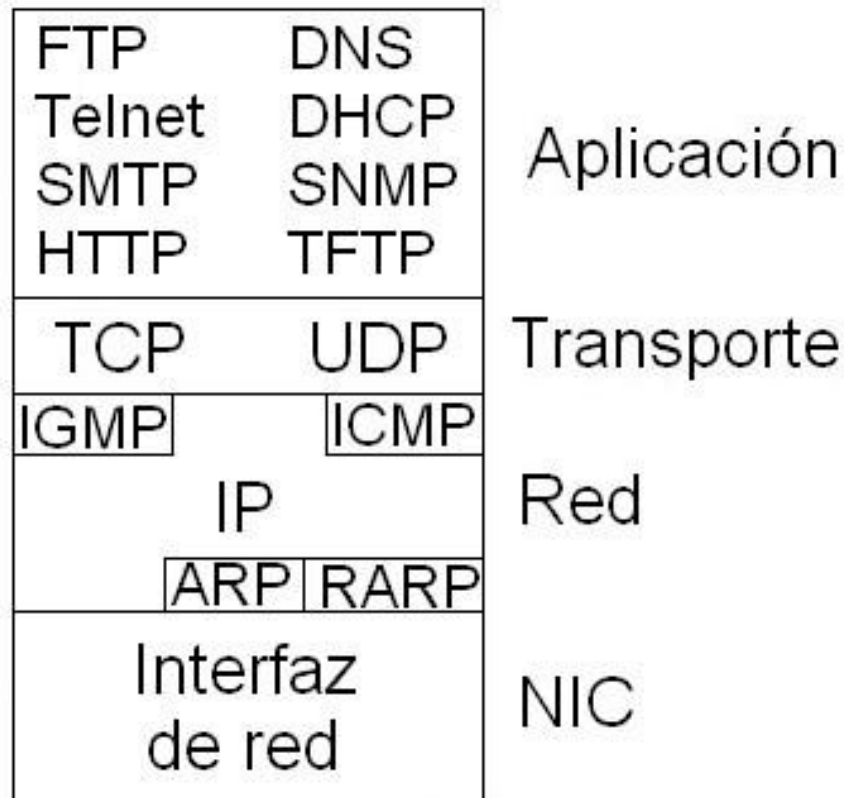 FTP DNS
Telnet DHCP
SMTP SNMP
HTTP TFTP
Aplicación
TCP UDP
Transporte
IGMP ICMP
IP
Red
ARP RARP
Interfaz
de red
NIC